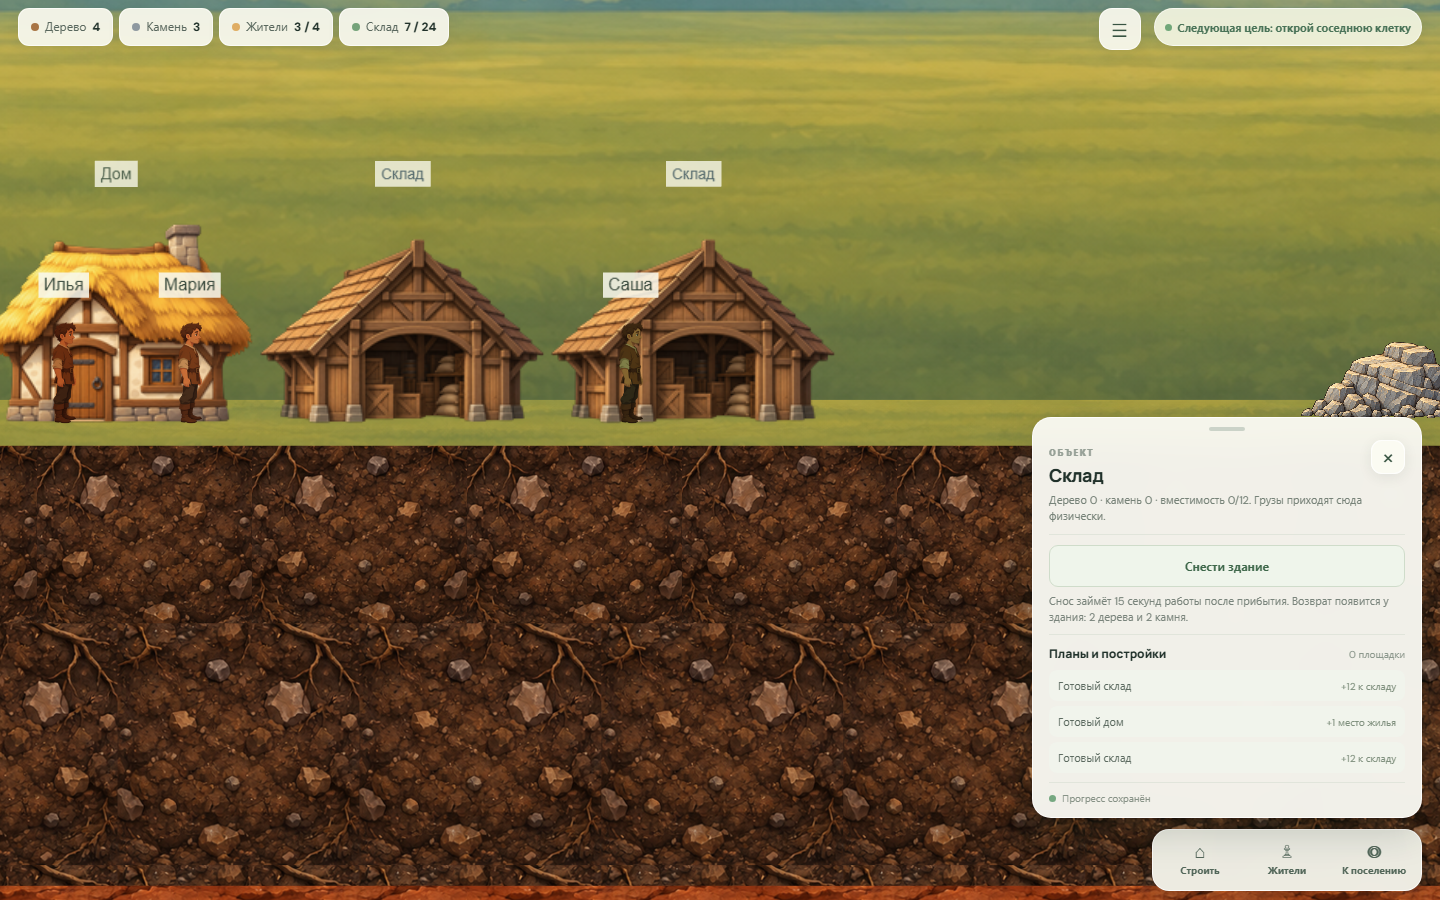 Дерево 4
Камень 3
Жители 3 / 4
Склад 7 / 24
Следующая цель: открой соседнюю клетку
Дом
Склад
Склад
Илья
Мария
Саша
ОБЪЕКТ
Склад
Дерево 0 · камень 0 · вместимость 0/12. Грузы приходят сюда
физически.
Снести здание
Снос займёт 15 секунд работы после прибытия. Возврат появится у
здания: 2 дерева и 2 камня.
Планы и постройки
0 площадки
Готовый склад
+12 к складу
Готовый дом
+1 место жилья
Готовый склад
+12 к складу
Прогресс сохранён
Строить
Жители
К поселению